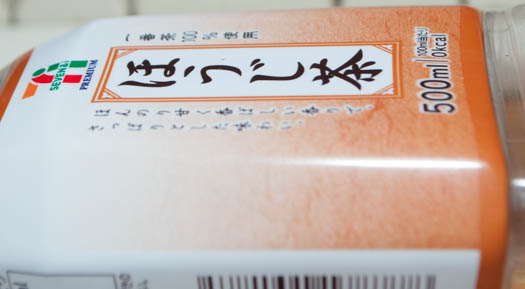 SEVEN&i
PREMIUM
一番茶100%使用
ほうじ茶
ほんのり甘く香ばしい香りで、
さっぱりとした味わい。
500ml
100ml当たり
0kcal